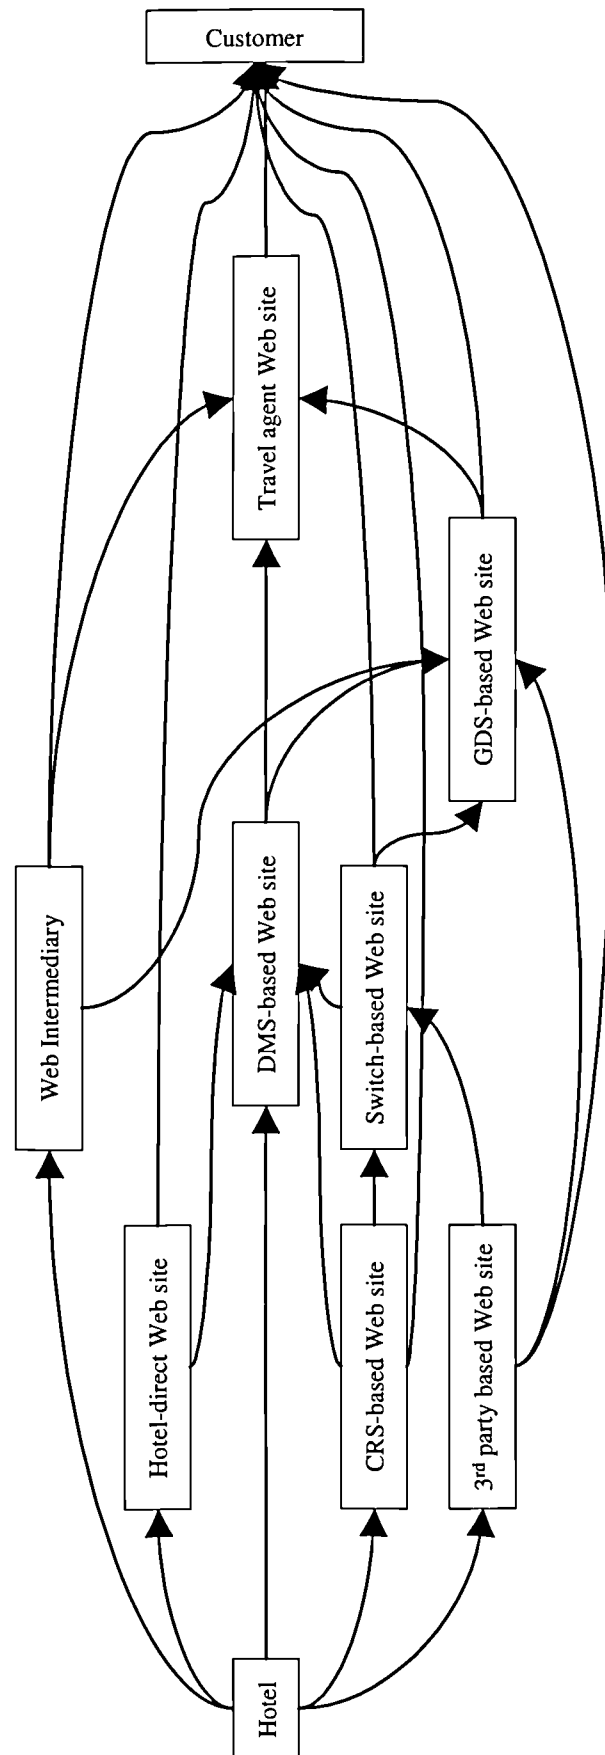 Customer
Travel agent Web site
GDS-based Web site
Web Intermediary
DMS-based Web site
Switch-based Web site
Hotel-direct Web site
CRS-based Web site
3rd party based Web site
Hotel